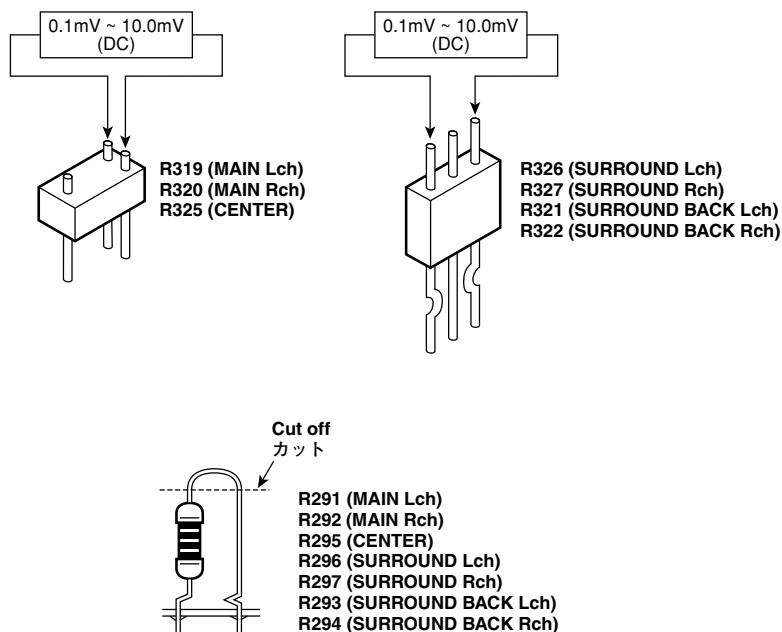 0.1mV ~ 10.0mV
(DC)
R319 (MAIN Lch)
R320 (MAIN Rch)
R325 (CENTER)
0.1mV ~ 10.0mV
(DC)
R326 (SURROUND Lch)
R327 (SURROUND Rch)
R321 (SURROUND BACK Lch)
R322 (SURROUND BACK Rch)
Cut off
カット
R291 (MAIN Lch)
R292 (MAIN Rch)
R295 (CENTER)
R296 (SURROUND Lch)
R297 (SURROUND Rch)
R293 (SURROUND BACK Lch)
R294 (SURROUND BACK Rch)